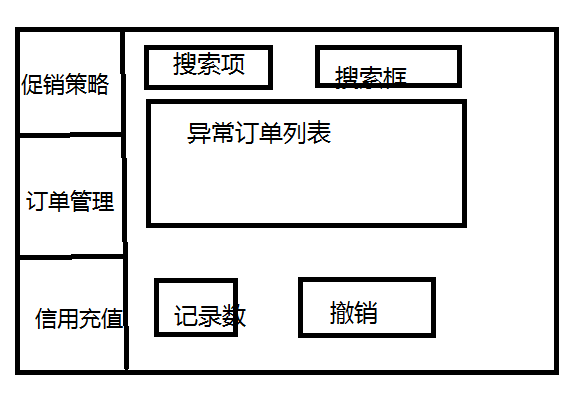 促销策略
订单管理
信用充值
搜索项
搜索框
异常订单列表
记录数
撤销